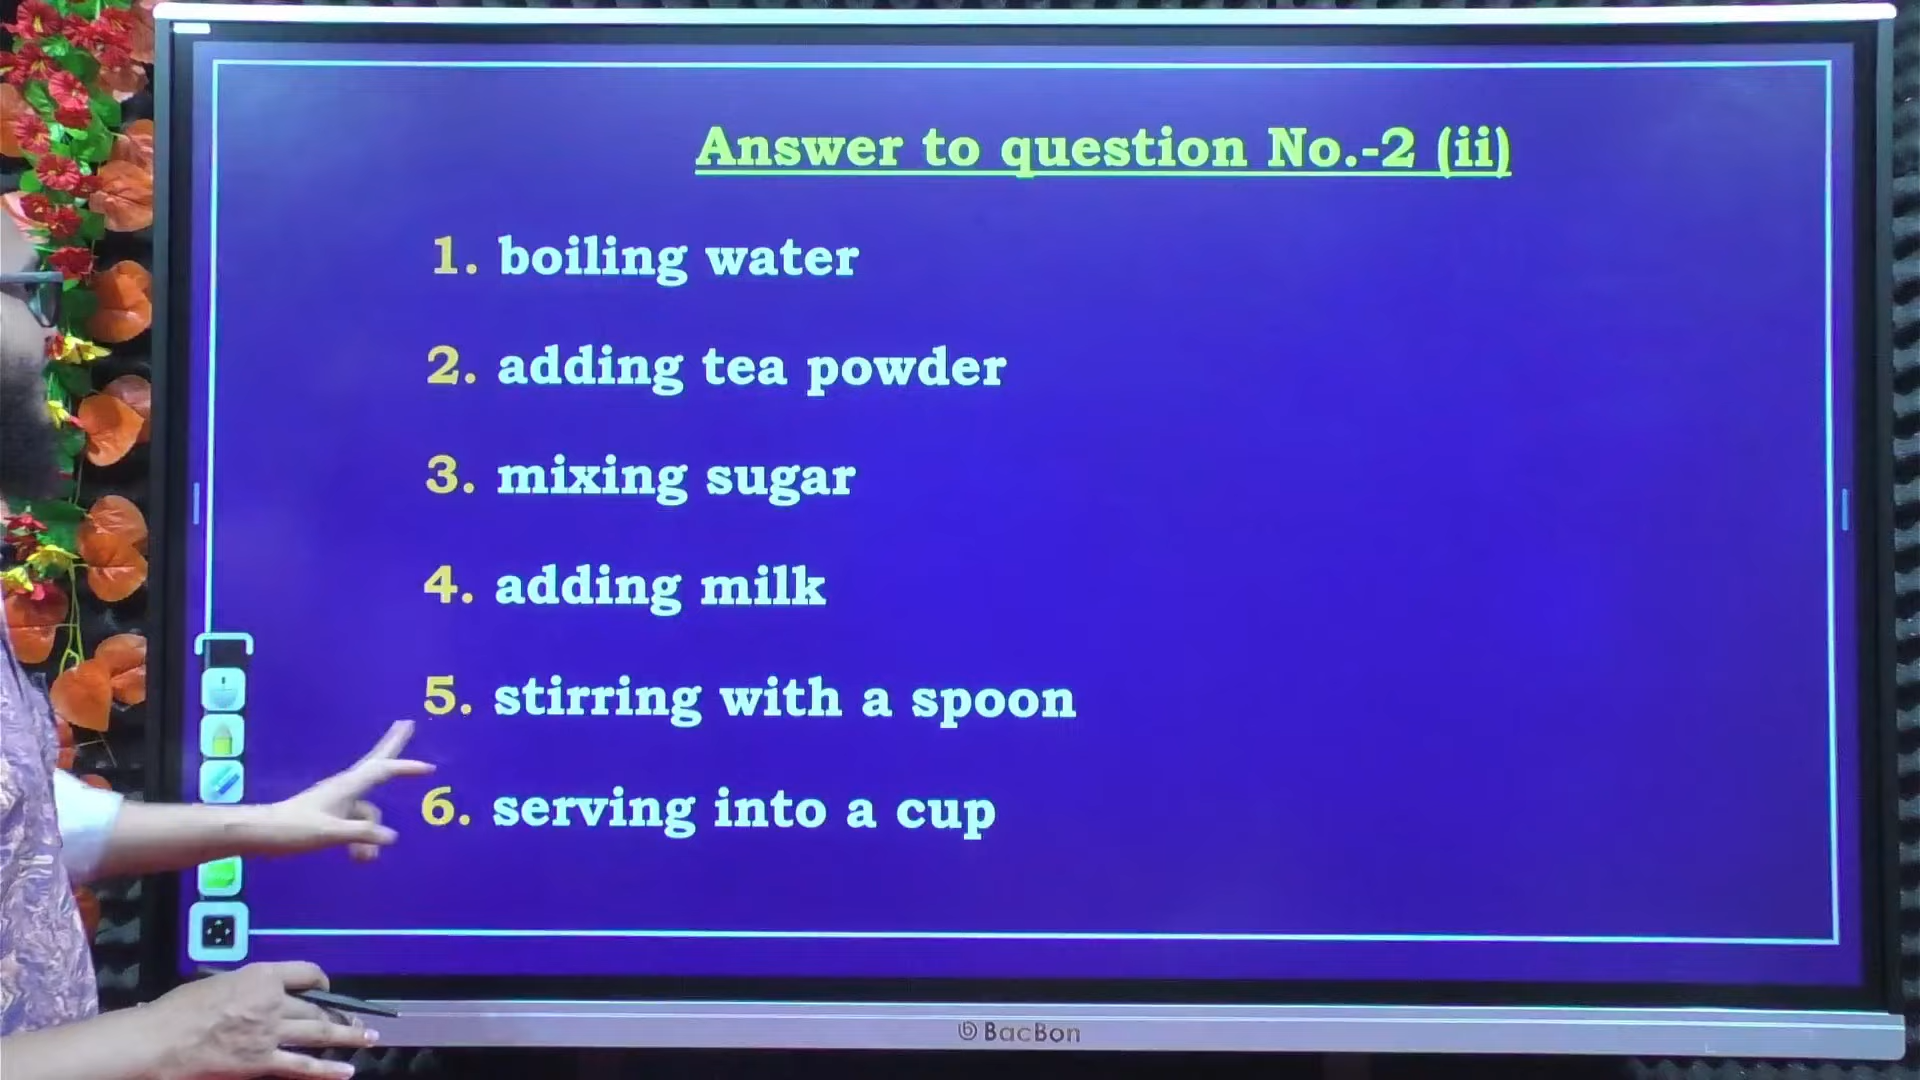 Answer to question No.-2 (ii)
1. boiling water
2. adding tea powder
3. mixing sugar
4. adding milk
5. stirring with a spoon
6. serving into a cup
BacBon